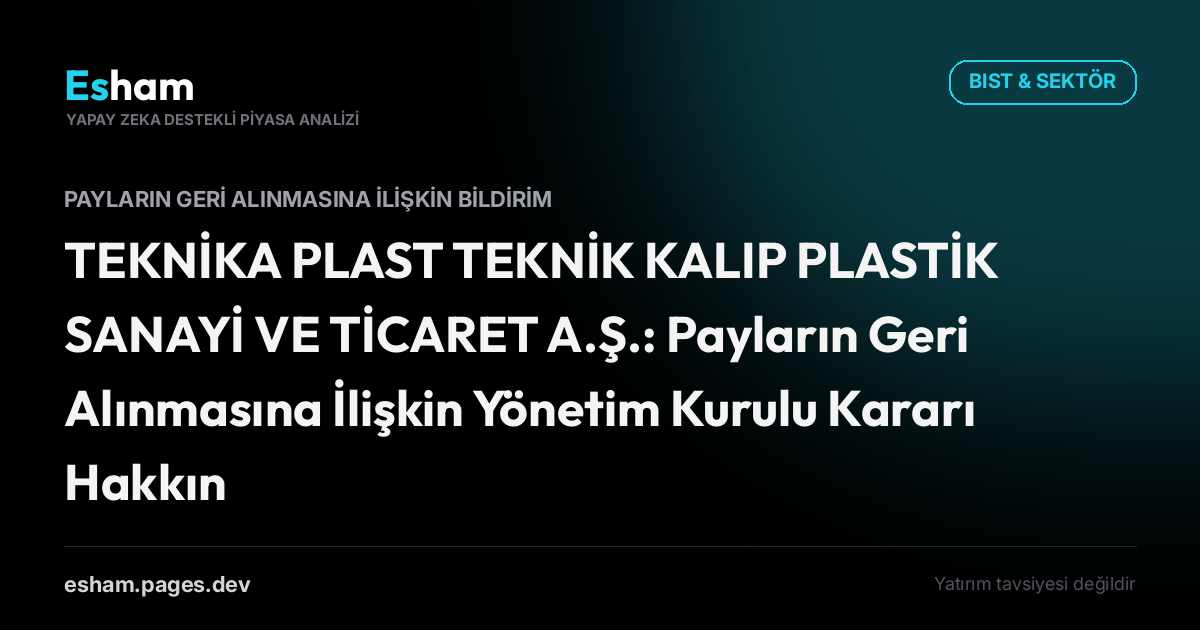 Esham
BIST & SEKTÖR
YAPAY ZEKA DESTEKLİ PİYASA ANALİZİ
PAYLARIN GERİ ALINMASINA İLİŞKİN BİLDİRİM
TEKNİKA PLAST TEKNİK KALIP PLASTİK
SANAYİ VE TİCARET A.Ş.: Payların Geri
Alınmasına İlişkin Yönetim Kurulu Kararı
Hakkın
esham.pages.dev
Yatırım tavsiyesi değildir